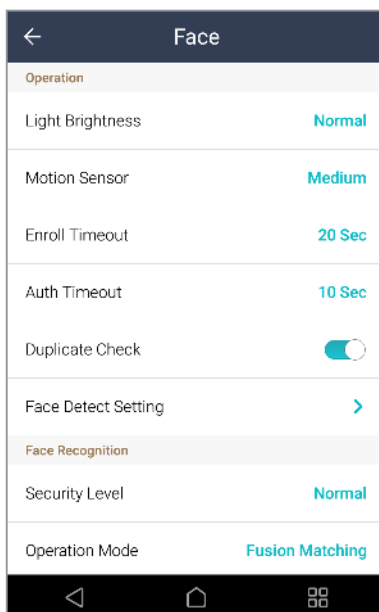 Face
Operation
Light Brightness Normal
Motion Sensor Medium
Enroll Timeout 20 Sec
Auth Timeout 10 Sec
Duplicate Check
Face Detect Setting
Face Recognition
Security Level Normal
Operation Mode Fusion Matching